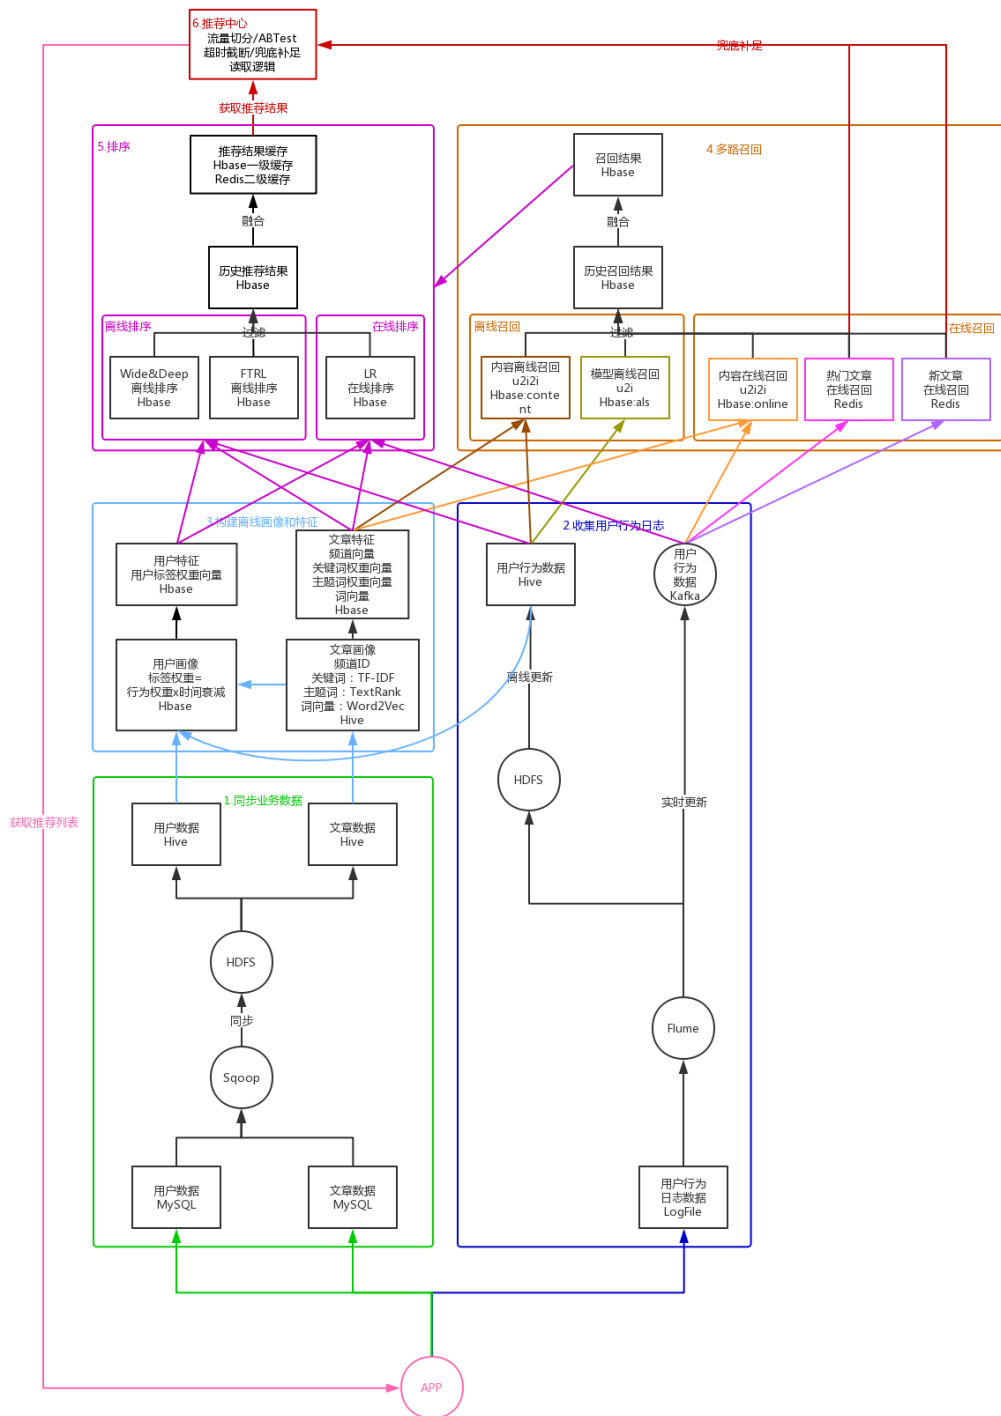 6.推荐中心
流量切分/ABTest
超时截断/兜底补足
读取逻辑
兜底补足
获取推荐结果
5.排序
推荐结果缓存
Hbase一级缓存
Redis二级缓存
融合
历史推荐结果
Hbase
离线排序
过滤
在线排序
Wide&Deep
离线排序
Hbase
FTRL
离线排序
Hbase
LR
在线排序
Hbase
4.多路召回
召回结果
Hbase
融合
历史召回结果
Hbase
离线召回
过滤
在线召回
内容离线召回
u2i2i
Hbase:conte
nt
模型离线召回
u2i
Hbase:als
内容在线召回
u2i2i
Hbase:online
热门文章
在线召回
Redis
新文章
在线召回
Redis
3.构建离线画像和特征
用户特征
用户标签权重向量
Hbase
文章特征
频道向量
关键词权重向量
主题词权重向量
词向量
Hbase
用户画像
标签权重=
行为权重x时间衰减
Hbase
文章画像
频道ID
关键词：TF-IDF
主题词：TextRank
词向量：Word2Vec
Hive
2.收集用户行为日志
用户行为数据
Hive
用户
行为
数据
Kafka
离线更新
HDFS
实时更新
Flume
用户行为
日志数据
LogFile
1.同步业务数据
用户数据
Hive
文章数据
Hive
HDFS
同步
Sqoop
用户数据
MySQL
文章数据
MySQL
获取推荐列表
APP